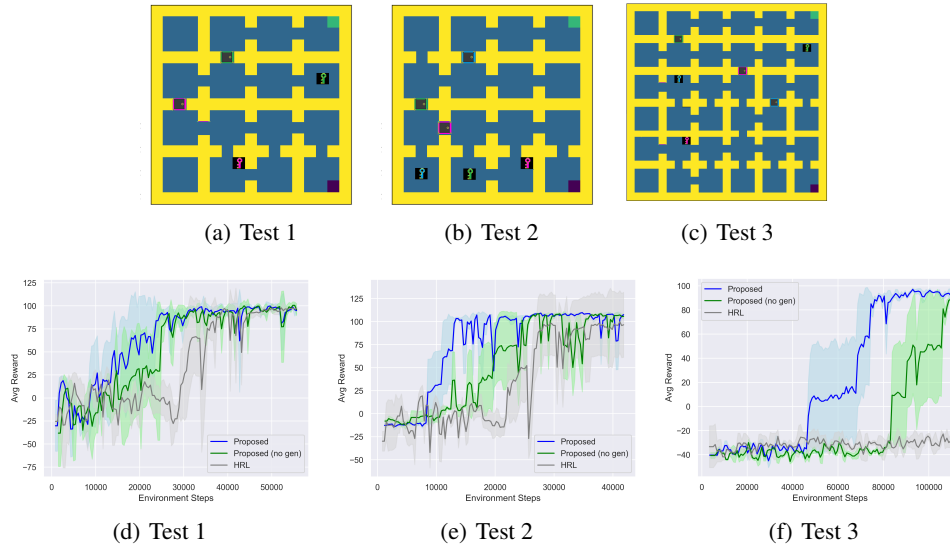 (a) Test 1
(b) Test 2
(c) Test 3
125
100
75
50
25
0
−25
−50
−75
Avg Reward
0
10000
20000
30000
40000
50000
Environment Steps
Proposed
Proposed (no gen)
HRL
125
100
75
50
25
0
−25
−50
Avg Reward
0
10000
20000
30000
40000
Environment Steps
Proposed
Proposed (no gen)
HRL
100
80
60
40
20
0
−20
−40
Avg Reward
0
20000
40000
60000
80000
100000
Environment Steps
Proposed
Proposed (no gen)
HRL
(d) Test 1
(e) Test 2
(f) Test 3